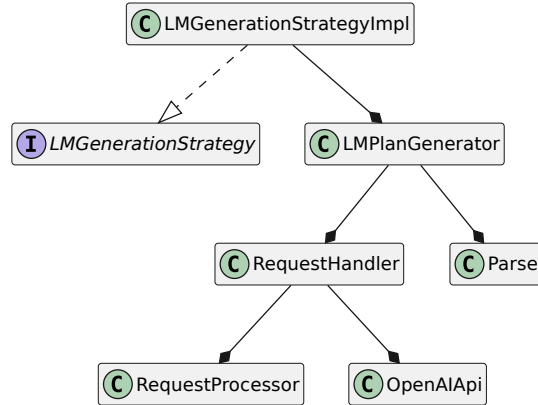 C LMGenerationStrategyImpl
I LMGenerationStrategy
C LMPlanGenerator
C RequestHandler
C Parse
C RequestProcessor
C OpenAIApi